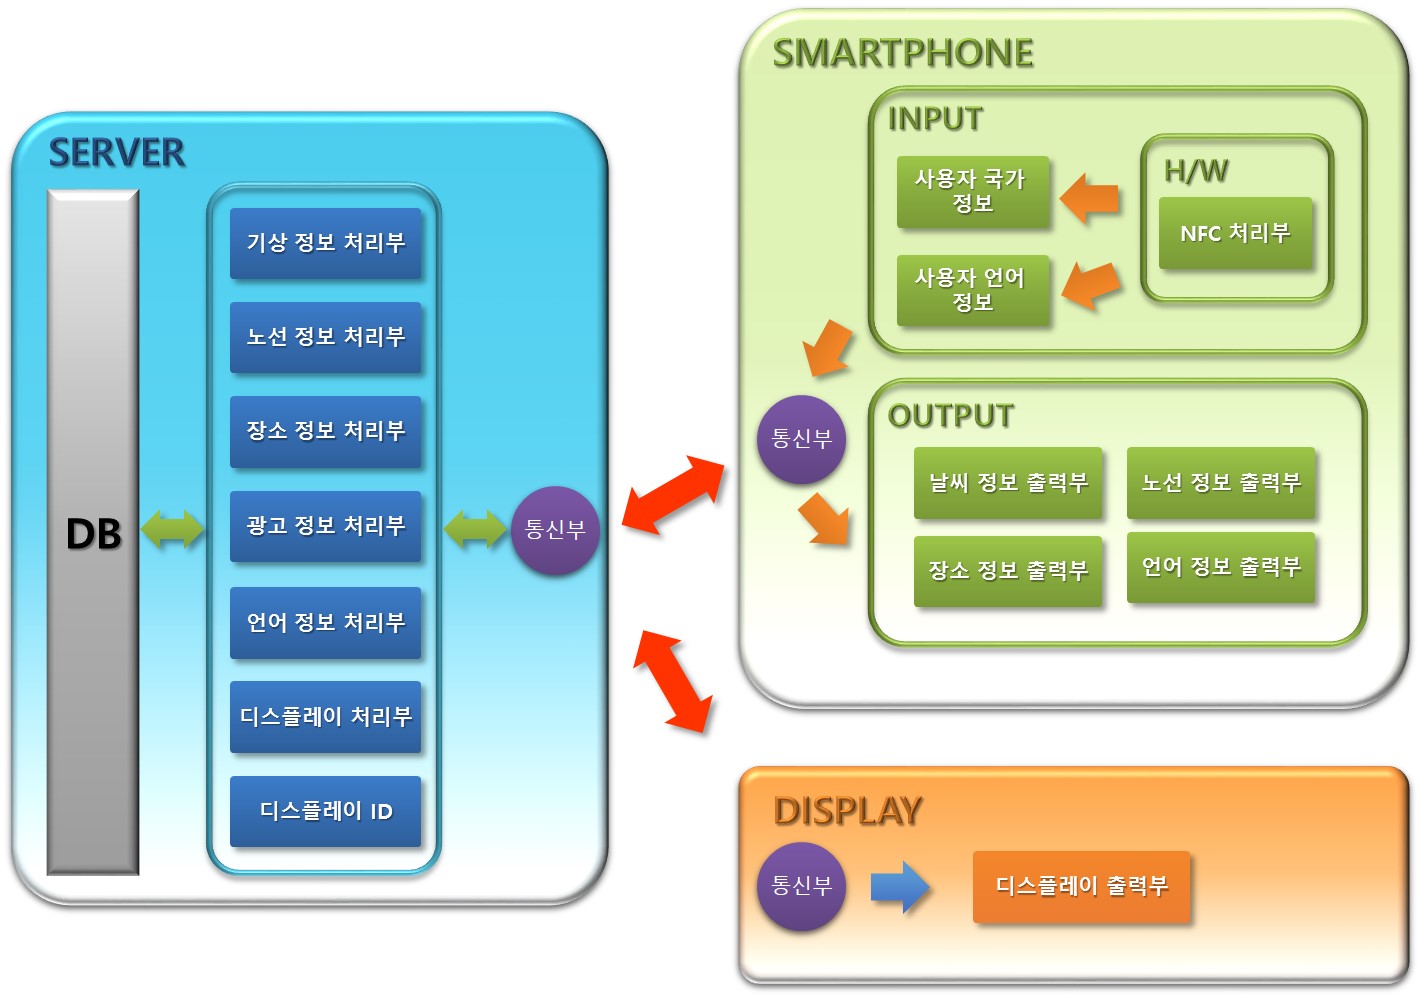 SERVER
DB
기상 정보 처리부
노선 정보 처리부
장소 정보 처리부
광고 정보 처리부
언어 정보 처리부
디스플레이 처리부
디스플레이 ID
통신부
SMARTPHONE
INPUT
사용자 국가
정보
사용자 언어
정보
H/W
NFC 처리부
통신부
OUTPUT
날씨 정보 출력부
노선 정보 출력부
장소 정보 출력부
언어 정보 출력부
DISPLAY
통신부
디스플레이 출력부